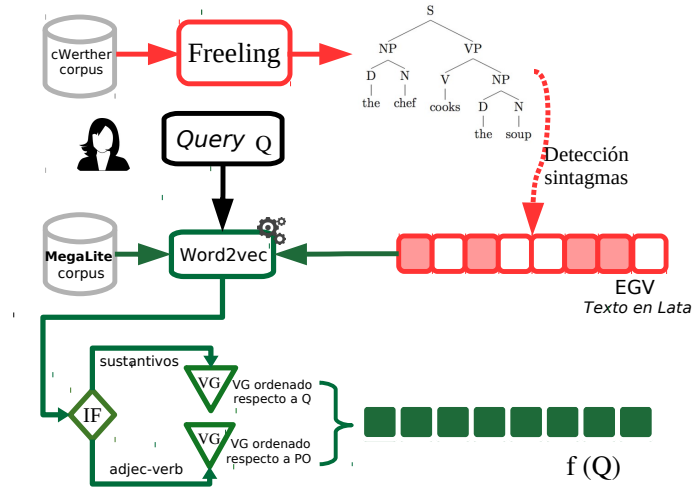 cWerther
corpus
Freeling
S
NP VP
D N V NP
the chef cooks D N
the soup
Query Q
Detección
sintagmas
MegaLite
corpus
Word2vec
EGV
Texto en Lata
sustantivos
IF
VG
VG ordenado
respecto a Q
VG
VG ordenado
respecto a PO
adjec-verb
f (Q)